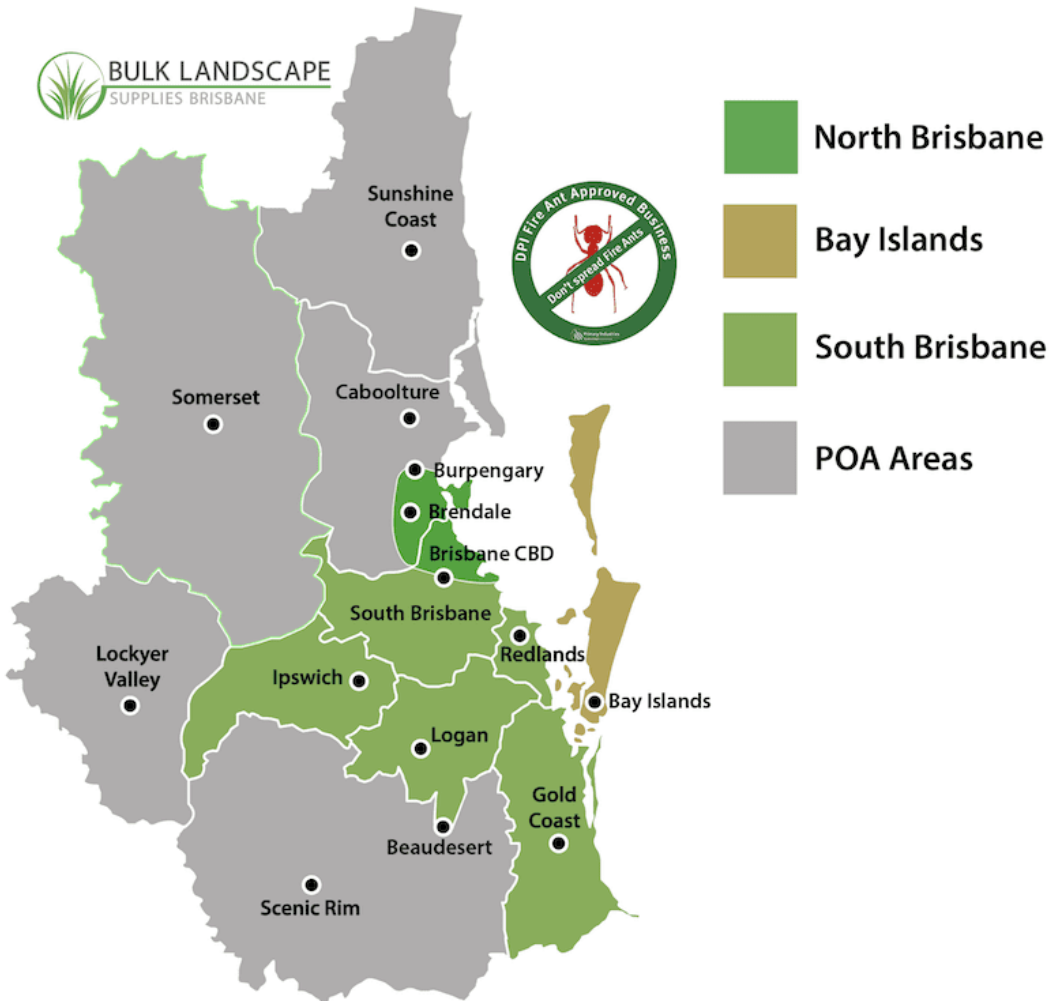 BULK LANDSCAPE
SUPPLIES BRISBANE
North Brisbane
Bay Islands
South Brisbane
POA Areas
DPI Fire Ant Approved Business
Don't spread Fire Ants
Sunshine
Coast
Somerset
Caboolture
Burpengary
Brendale
Brisbane CBD
South Brisbane
Redlands
Lockyer
Valley
Ipswich
Bay Islands
Logan
Gold
Coast
Beaudesert
Scenic Rim